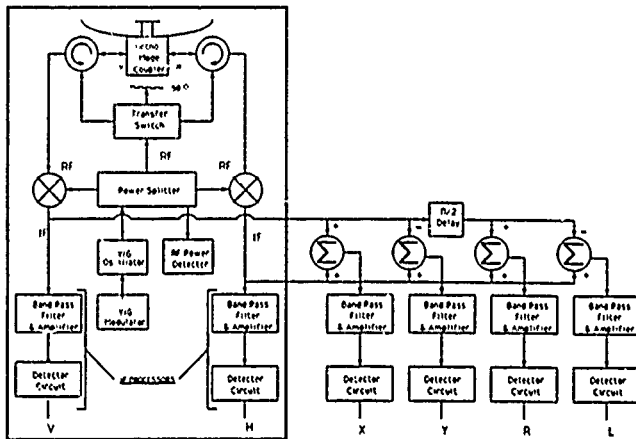 Mode
Coupler
50 Ω
Transfer
Switch
RF
RF
RF
Power Splitter
IF
IF
Π/2
Delay
+
-
+
-
Σ
Σ
Σ
Σ
+
+
+
+
YIG
RF Power
Detector
YIG
Modulator
Band Pass
Filter
& Amplifier
Band Pass
Filter
& Amplifier
Band Pass
Filter
& Amplifier
Band Pass
Filter
& Amplifier
Band Pass
Filter
& Amplifier
Band Pass
Filter
& Amplifier
IF PROCESSORS
Detector
Circuit
Detector
Circuit
Detector
Circuit
Detector
Circuit
Detector
Circuit
Detector
Circuit
V
H
X
Y
R
L